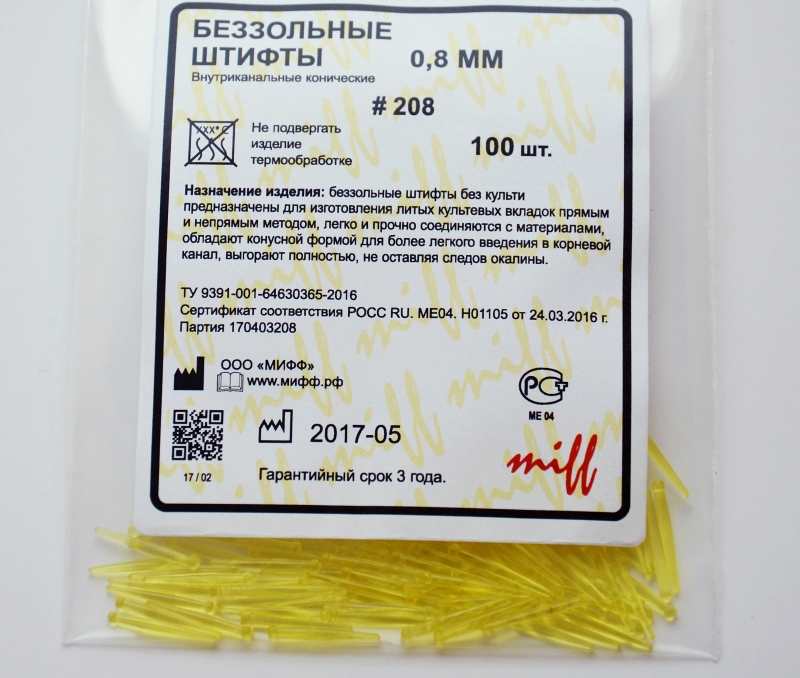 БЕЗЗОЛЬНЫЕ
ШТИФТЫ 0,8 ММ
Внутриканальные конические
# 208
XXX° C
Не подвергать
изделие
термообработке
100 шт.
Назначение изделия: беззольные штифты без культи
предназначены для изготовления литых культевых вкладок прямым
и непрямым методом, легко и прочно соединяются с материалами,
обладают конусной формой для более легкого введения в корневой
канал, выгорают полностью, не оставляя следов окалины.
ТУ 9391-001-64630365-2016
Сертификат соответствия РОСС RU. МЕ04. Н01105 от 24.03.2016 г.
Партия 170403208
ООО «МИФФ»
www.мифф.рф
РСТ
МЕ 04
2017-05
17 / 02
Гарантийный срок 3 года.
miff